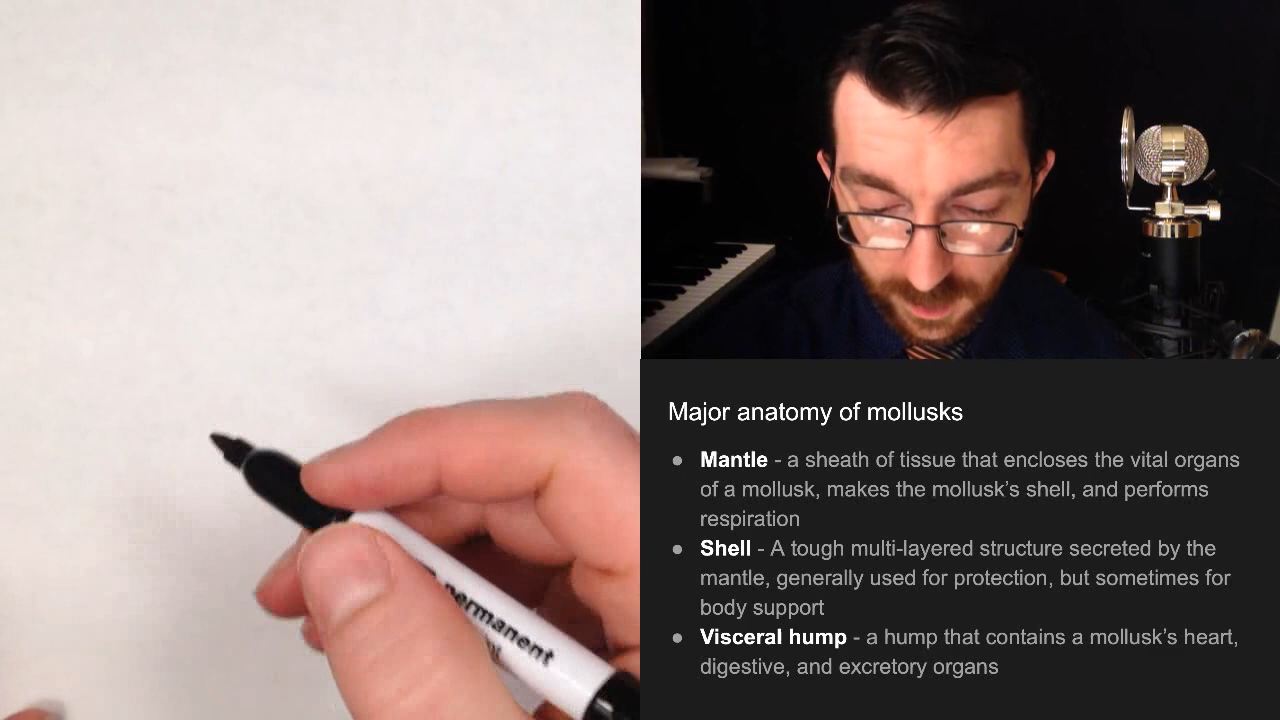 permanent
Major anatomy of mollusks
● Mantle - a sheath of tissue that encloses the vital organs
of a mollusk, makes the mollusk’s shell, and performs
respiration
● Shell - A tough multi-layered structure secreted by the
mantle, generally used for protection, but sometimes for
body support
● Visceral hump - a hump that contains a mollusk’s heart,
digestive, and excretory organs